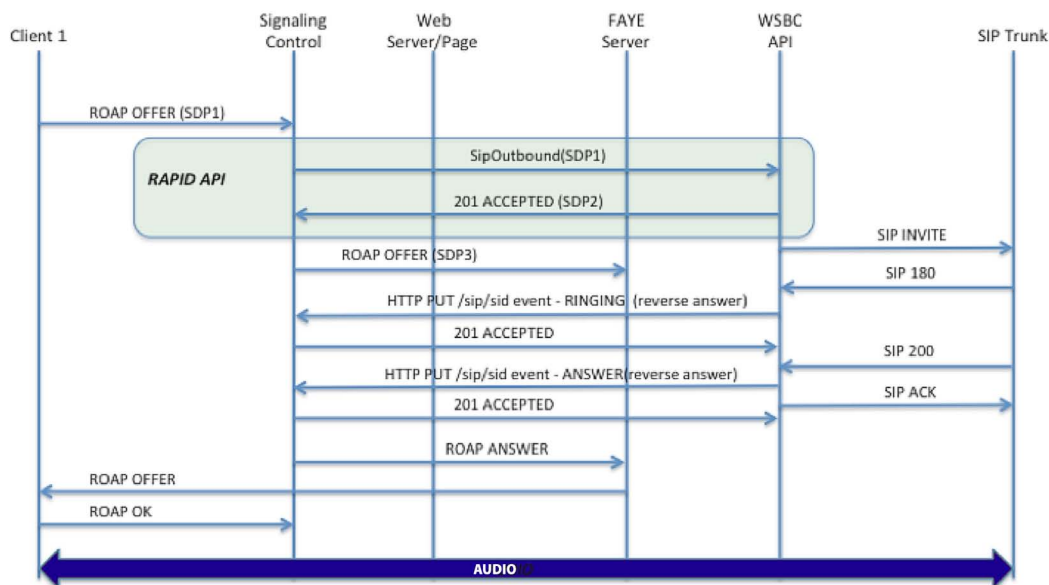 Client 1
Signaling
Control
Web
Server/Page
FAYE
Server
WSBC
API
SIP Trunk
ROAP OFFER (SDP1)
RAPID API
SipOutbound(SDP1)
201 ACCEPTED (SDP2)
SIP INVITE
ROAP OFFER (SDP3)
SIP 180
HTTP PUT /sip/sid event - RINGING (reverse answer)
201 ACCEPTED
SIP 200
HTTP PUT /sip/sid event - ANSWER(reverse answer)
SIP ACK
201 ACCEPTED
ROAP ANSWER
ROAP OFFER
ROAP OK
AUDIO